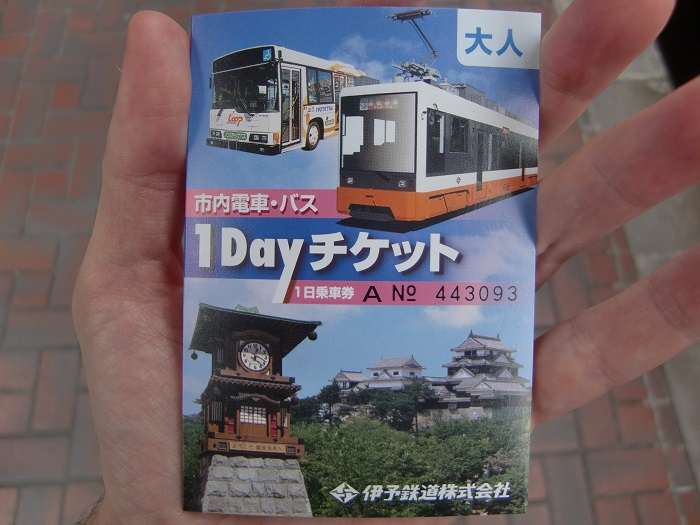 大人
Loop
市内電車・バス
1Dayチケット
1日乗車券 A № 443093
伊予鉄道株式会社